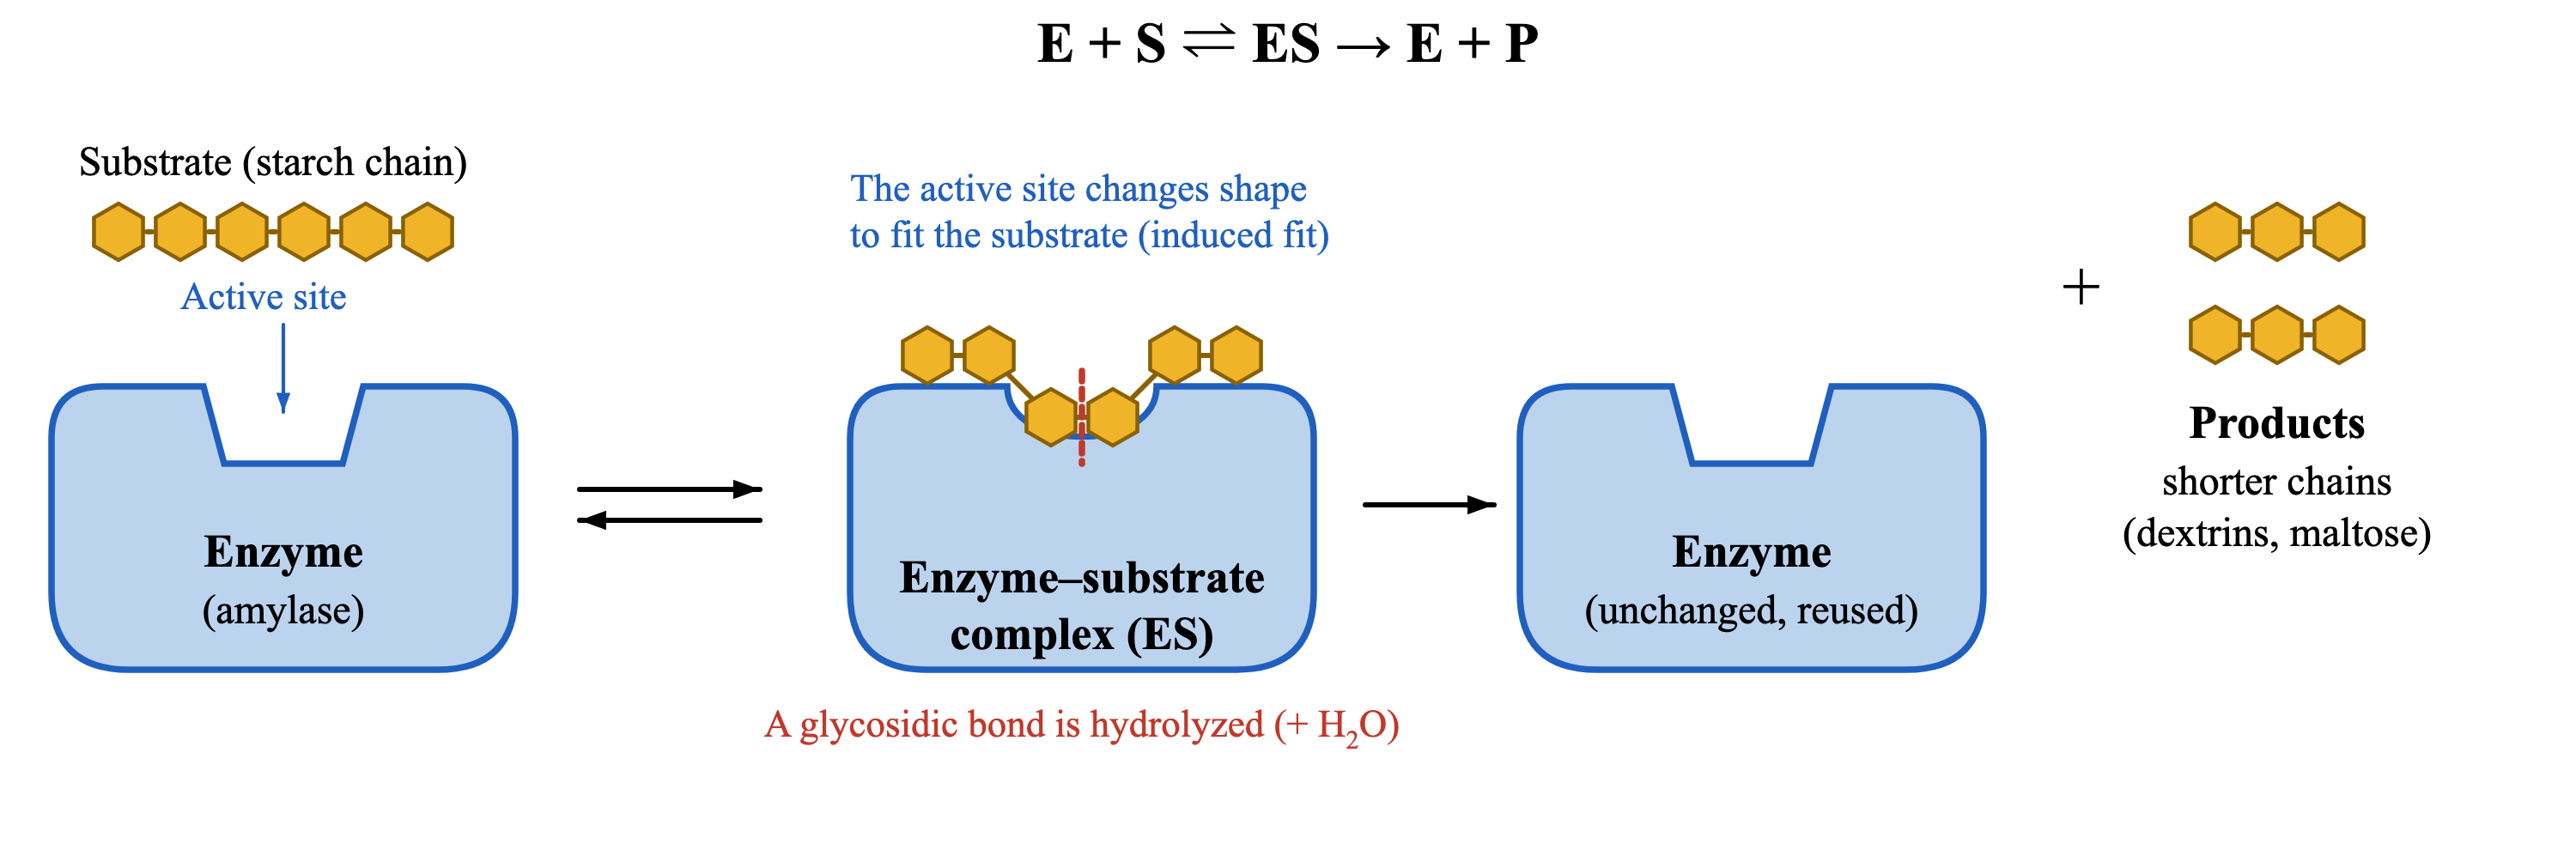 E + S ⇌ ES → E + P
Substrate (starch chain)
Active site
Enzyme
(amylase)
The active site changes shape
to fit the substrate (induced fit)
Enzyme–substrate
complex (ES)
A glycosidic bond is hydrolyzed (+ H₂O)
Enzyme
(unchanged, reused)
+
Products
shorter chains
(dextrins, maltose)